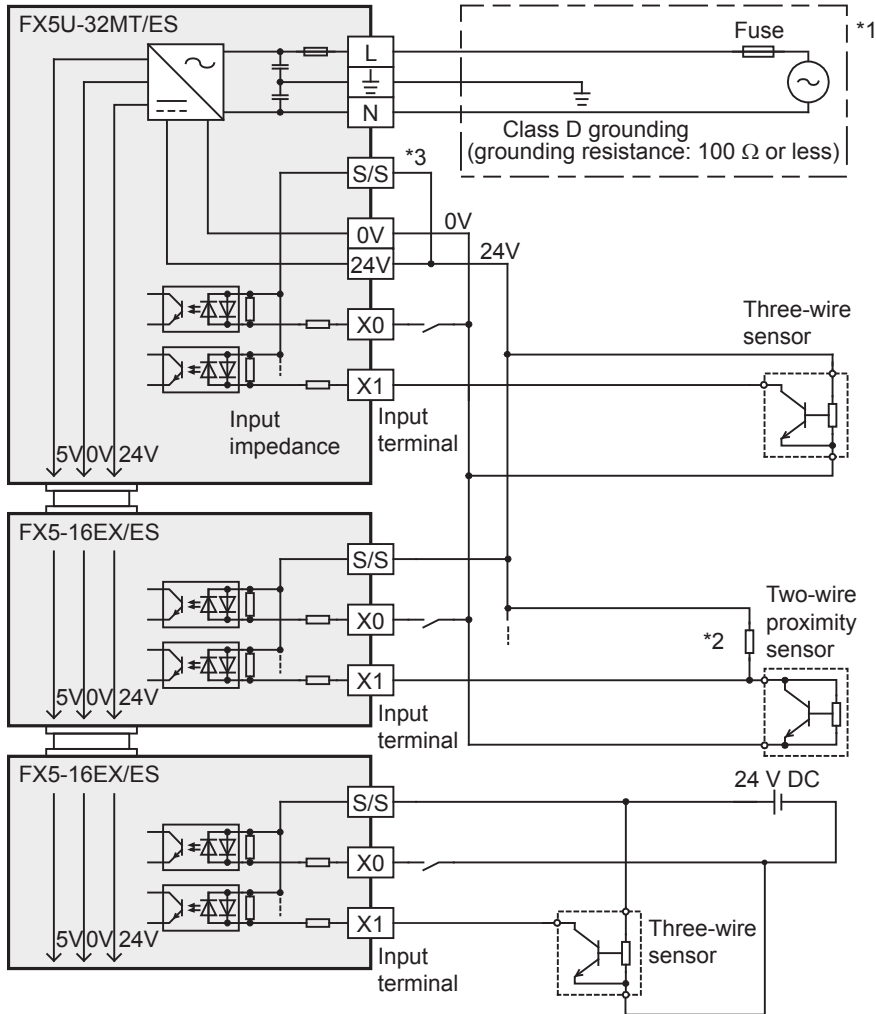 FX5U-32MT/ES
L
N
Fuse
*1
Class D grounding
(grounding resistance: 100 Ω or less)
S/S
*3
0V
0V
24V
24V
X0
X1
Three-wire
sensor
Input
impedance
Input
terminal
5V 0V 24V
FX5-16EX/ES
S/S
X0
X1
*2
Two-wire
proximity
sensor
5V 0V 24V
Input
terminal
FX5-16EX/ES
24 V DC
S/S
X0
X1
Three-wire
sensor
5V 0V 24V
Input
terminal